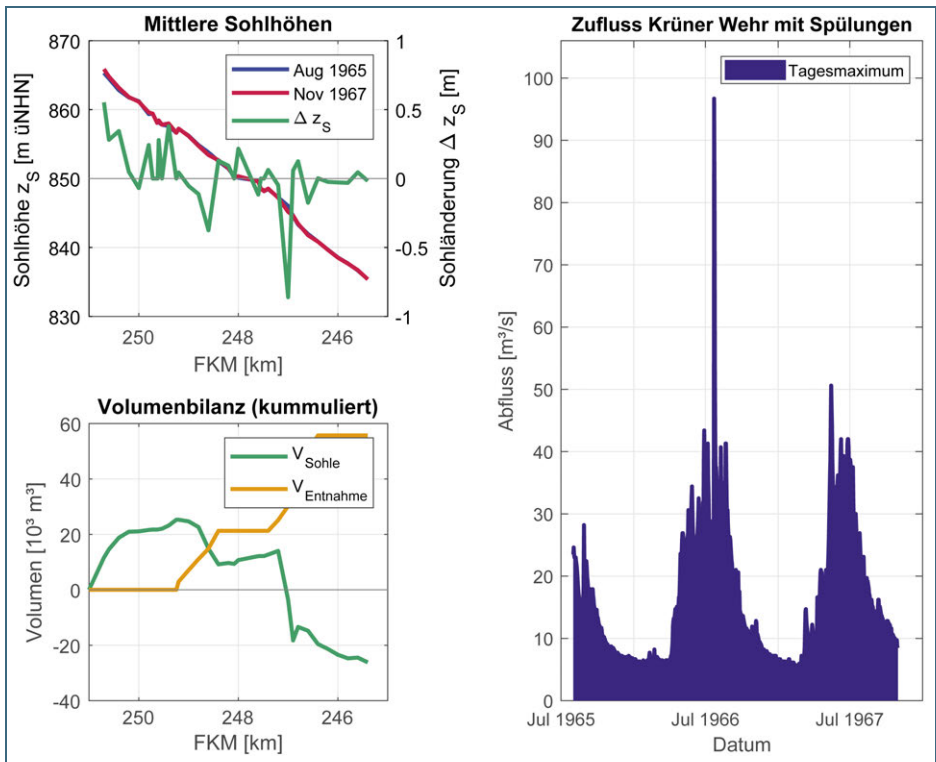 Mittlere Sohlhöhen
870
860
850
840
830
Sohlhöhe z_S [m üNHN]
1
0.5
0
-0.5
-1
Sohländerung Δ z_S [m]
Aug 1965
Nov 1967
Δ z_S
250
248
246
FKM [km]
Volumenbilanz (kummuliert)
60
40
20
0
-20
-40
Volumen [10³ m³]
V_Sohle
V_Entnahme
250
248
246
FKM [km]
Zufluss Krüner Wehr mit Spülungen
Tagesmaximum
100
90
80
70
60
50
40
30
20
10
0
Abfluss [m³/s]
Jul 1965
Jul 1966
Jul 1967
Datum